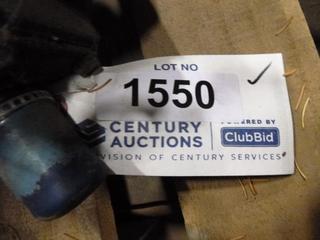 LOT NO
1550
CENTURY POWERED BY
AUCTIONS ClubBid
VISION OF CENTURY SERVICES